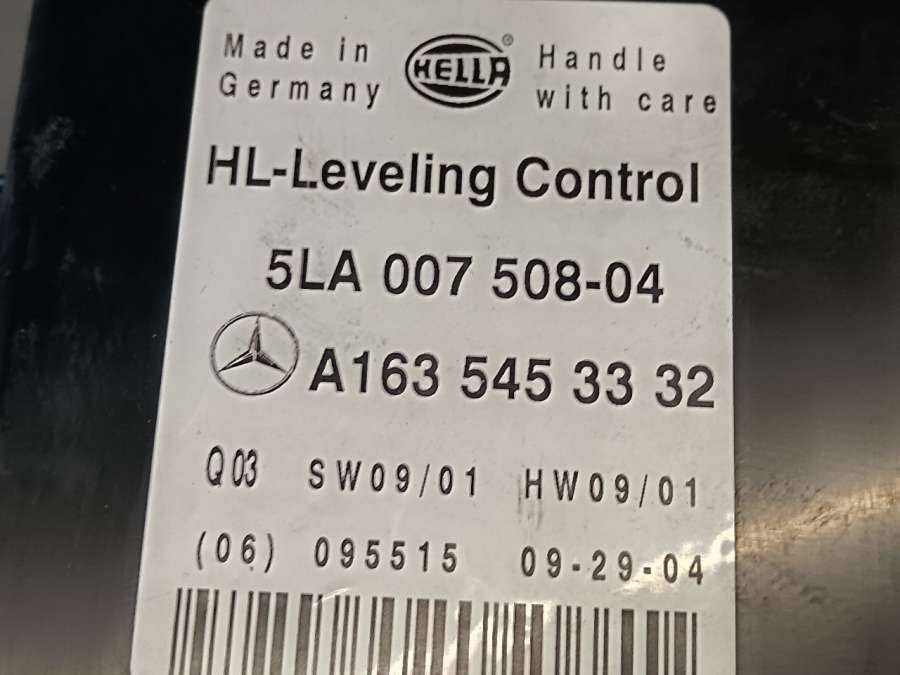 Made in Germany
HELLA
®
Handle with care
HL-Leveling Control
5LA 007 508-04
A163 545 33 32
Q03 SW09/01 HW09/01
(06) 095515 09-29-04